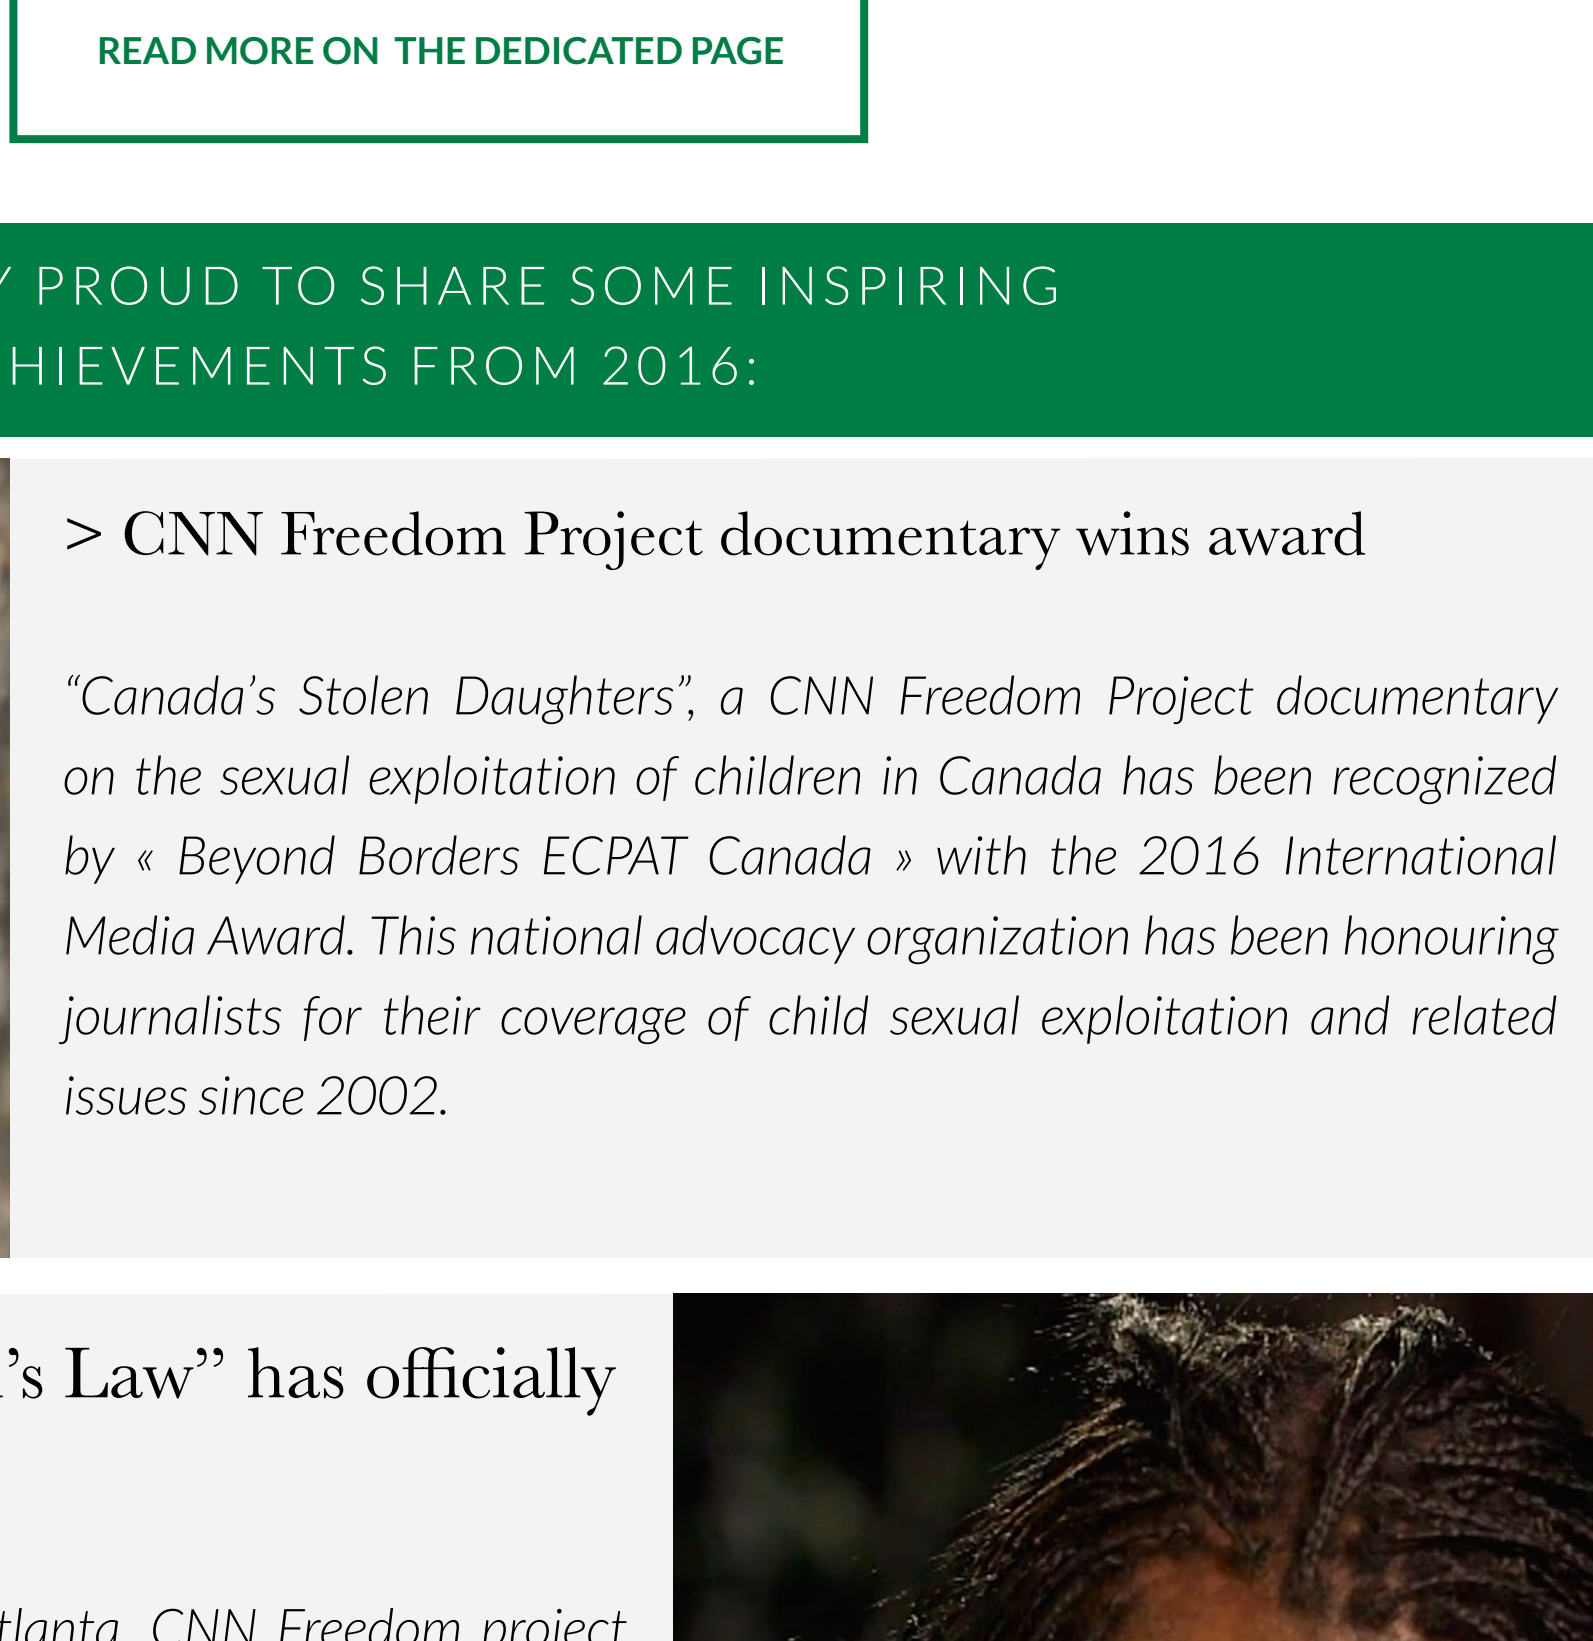 READ MORE ON THE DEDICATED PAGE
PROUD TO SHARE SOME INSPIRING
HIEVEMENTS FROM 2016:
> CNN Freedom Project documentary wins award
“Canada’s Stolen Daughters”, a CNN Freedom Project documentary
on the sexual exploitation of children in Canada has been recognized
by « Beyond Borders ECPAT Canada » with the 2016 International
Media Award. This national advocacy organization has been honouring
journalists for their coverage of child sexual exploitation and related
issues since 2002.
’s Law” has officially
tlanta, CNN Freedom project